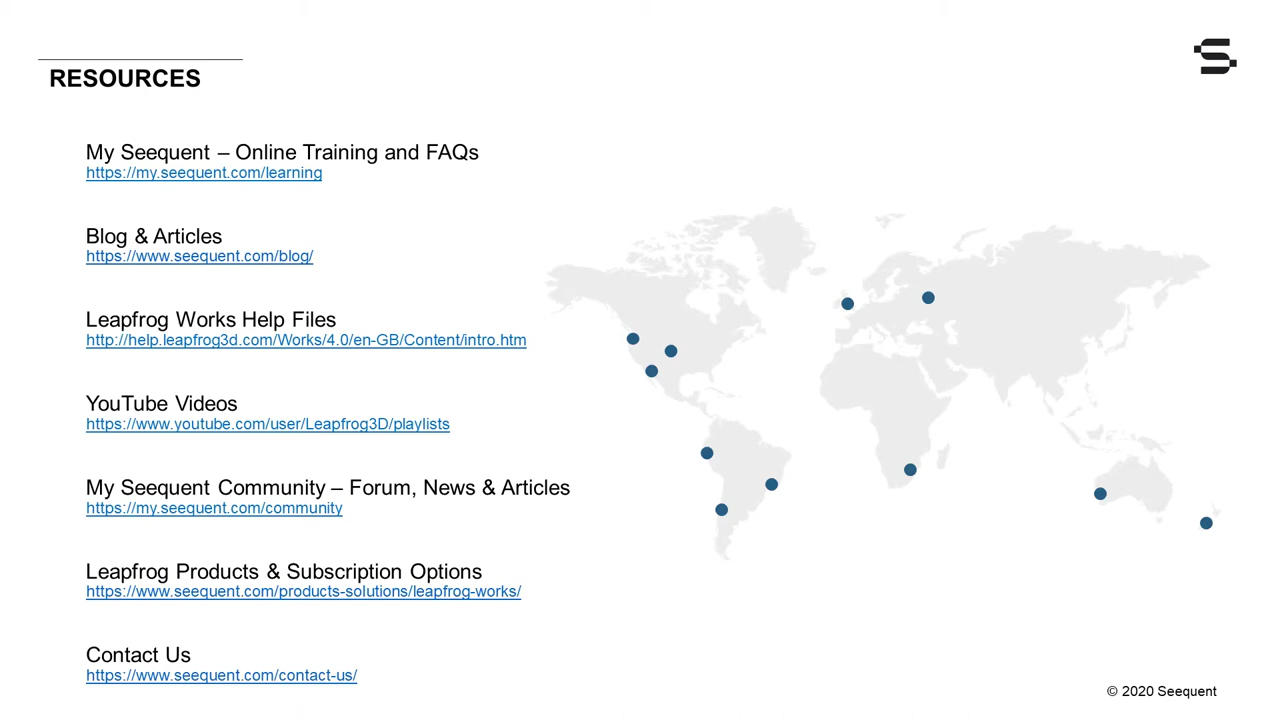 RESOURCES
My Seequent – Online Training and FAQs
https://my.seequent.com/learning
Blog & Articles
https://www.seequent.com/blog/
Leapfrog Works Help Files
http://help.leapfrog3d.com/Works/4.0/en-GB/Content/intro.htm
YouTube Videos
https://www.youtube.com/user/Leapfrog3D/playlists
My Seequent Community – Forum, News & Articles
https://my.seequent.com/community
Leapfrog Products & Subscription Options
https://www.seequent.com/products-solutions/leapfrog-works/
Contact Us
https://www.seequent.com/contact-us/
© 2020 Seequent